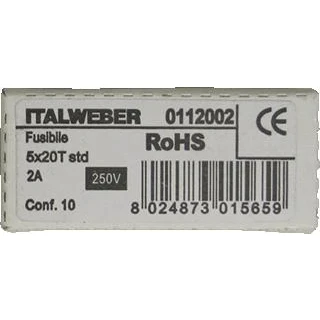 ITALWEBER 0112002 CE
Fusibile RoHS
5x20T std
2A 250V
Conf. 10 8 024873 015659